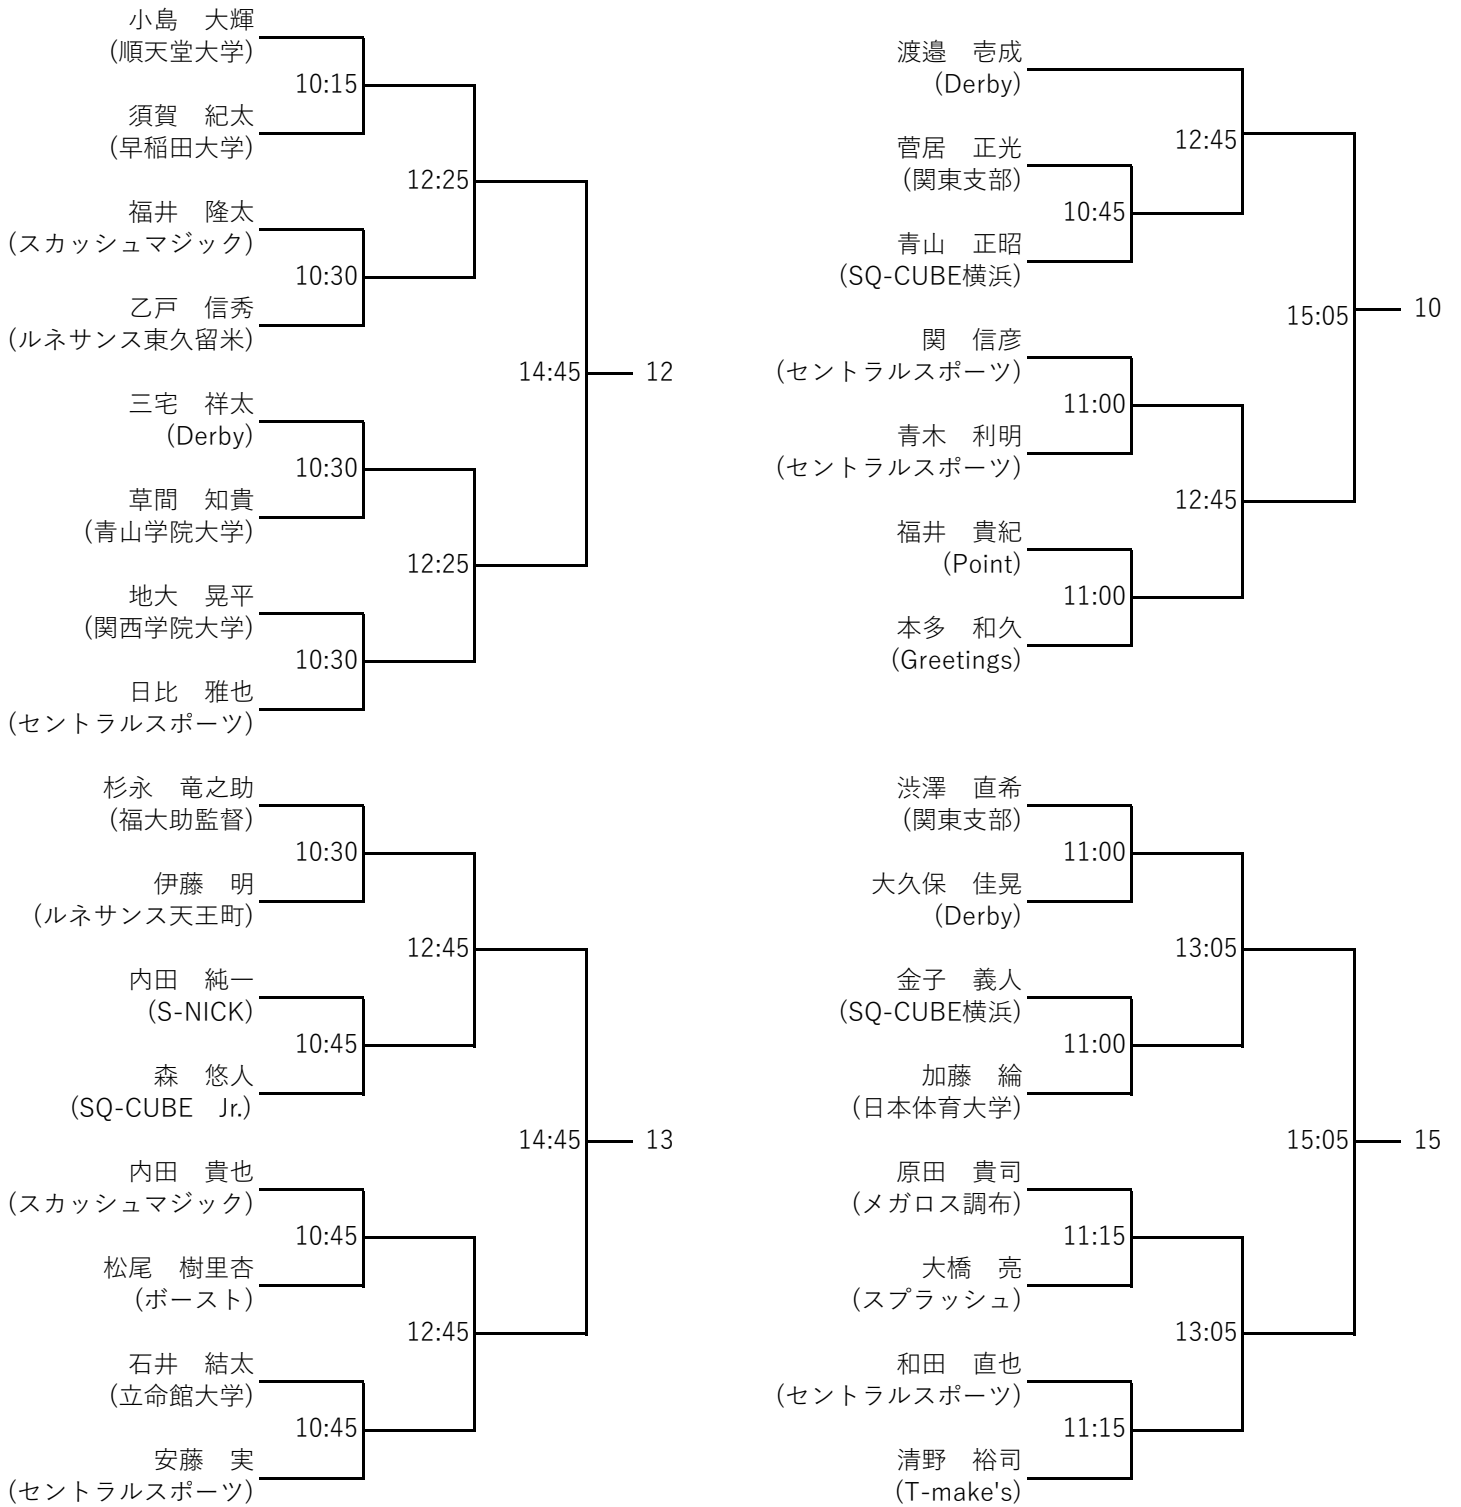 小島　大輝
(順天堂大学)
10:15
須賀　紀太
(早稲田大学)
12:25
福井　隆太
(スカッシュマジック)
10:30
乙戸　信秀
(ルネサンス東久留米)
14:45
12
三宅　祥太
(Derby)
10:30
草間　知貴
(青山学院大学)
12:25
地大　晃平
(関西学院大学)
10:30
日比　雅也
(セントラルスポーツ)
渡邉　壱成
(Derby)
12:45
菅居　正光
(関東支部)
10:45
青山　正昭
(SQ-CUBE横浜)
15:05
10
関　信彦
(セントラルスポーツ)
11:00
青木　利明
(セントラルスポーツ)
12:45
福井　貴紀
(Point)
11:00
本多　和久
(Greetings)
杉永　竜之助
(福大助監督)
10:30
伊藤　明
(ルネサンス天王町)
12:45
内田　純一
(S-NICK)
10:45
森　悠人
(SQ-CUBE　Jr.)
14:45
13
内田　貴也
(スカッシュマジック)
10:45
松尾　樹里杏
(ボースト)
12:45
石井　結太
(立命館大学)
10:45
安藤　実
(セントラルスポーツ)
渋澤　直希
(関東支部)
11:00
大久保　佳晃
(Derby)
13:05
金子　義人
(SQ-CUBE横浜)
11:00
加藤　綸
(日本体育大学)
15:05
15
原田　貴司
(メガロス調布)
11:15
大橋　亮
(スプラッシュ)
13:05
和田　直也
(セントラルスポーツ)
11:15
清野　裕司
(T-make's)